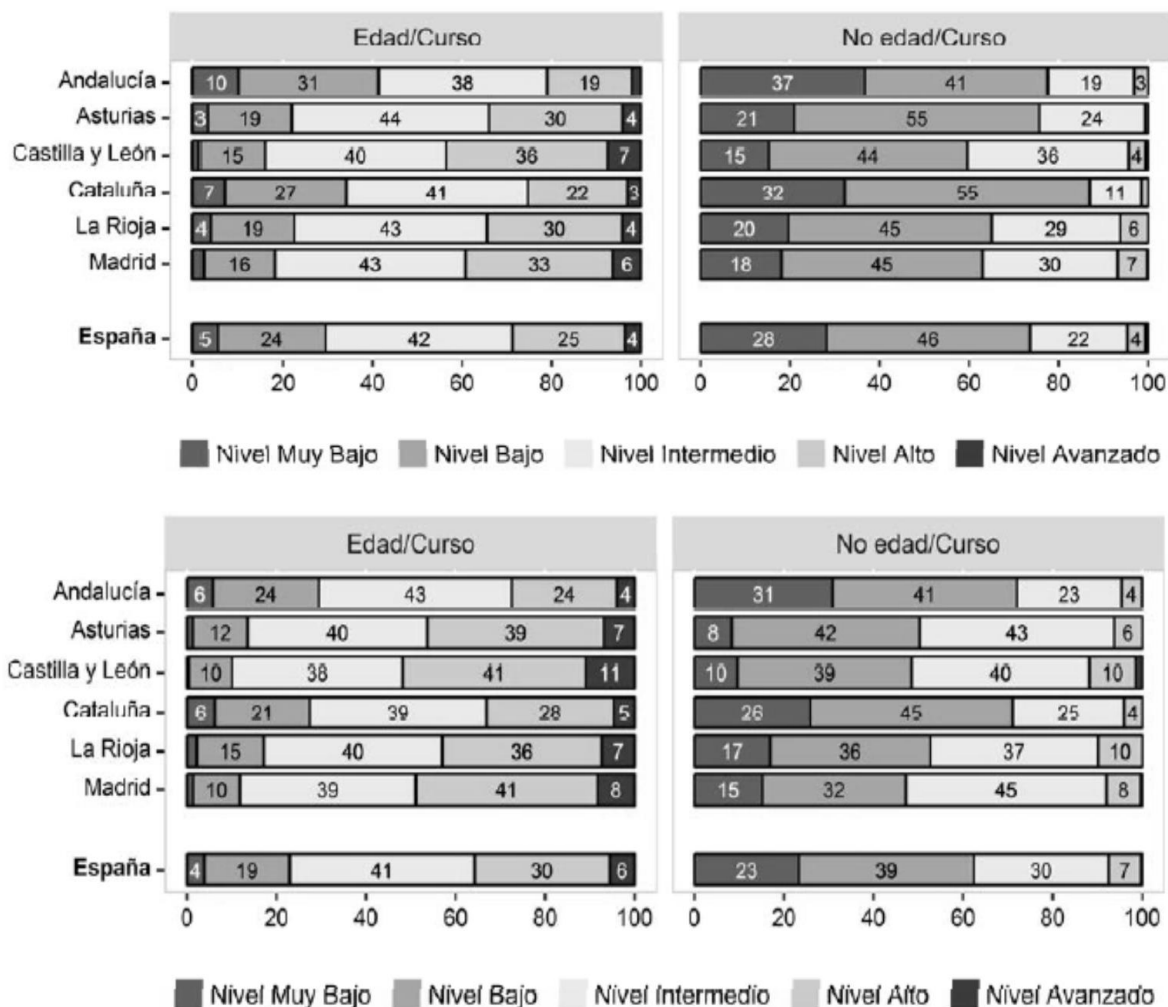 Edad/Curso No edad/Curso
Andalucía 10 31 38 19 37 41 19 3
Asturias 3 19 44 30 4 21 55 24
Castilla y León 15 40 36 7 15 44 36 4
Cataluña 7 27 41 22 3 32 55 11
La Rioja 4 19 43 30 4 20 45 29 6
Madrid 16 43 33 6 18 45 30 7
España 5 24 42 25 4 28 46 22 4
0 20 40 60 80 100 0 20 40 60 80 100
Nivel Muy Bajo Nivel Bajo Nivel Intermedio Nivel Alto Nivel Avanzado
Edad/Curso No edad/Curso
Andalucía 6 24 43 24 4 31 41 23 4
Asturias 12 40 39 7 8 42 43 6
Castilla y León 10 38 41 11 10 39 40 10
Cataluña 6 21 39 28 5 26 45 25 4
La Rioja 15 40 36 7 17 36 37 10
Madrid 10 39 41 8 15 32 45 8
España 4 19 41 30 6 23 39 30 7
0 20 40 60 80 100 0 20 40 60 80 100
Nivel Muy Bajo Nivel Bajo Nivel Intermedio Nivel Alto Nivel Avanzado